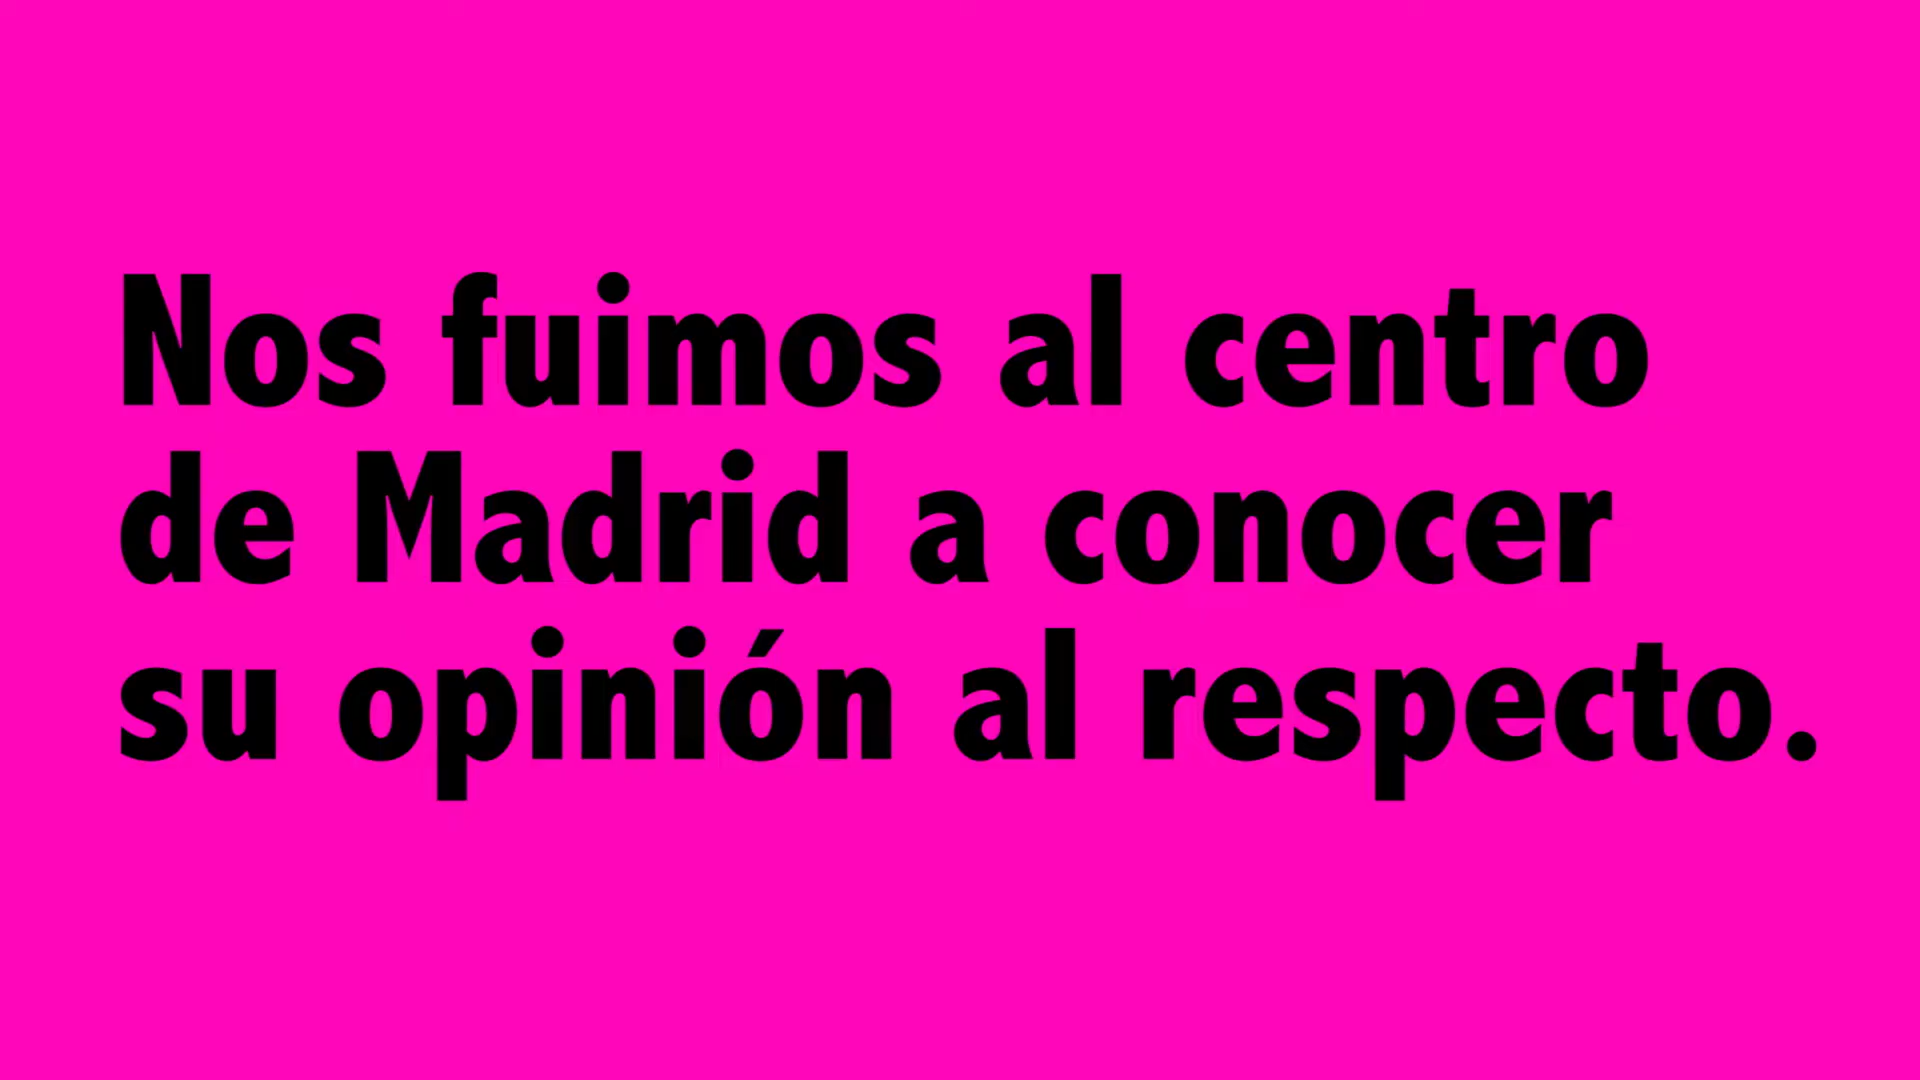 Nos fuimos al centro
de Madrid a conocer
su opinión al respecto.